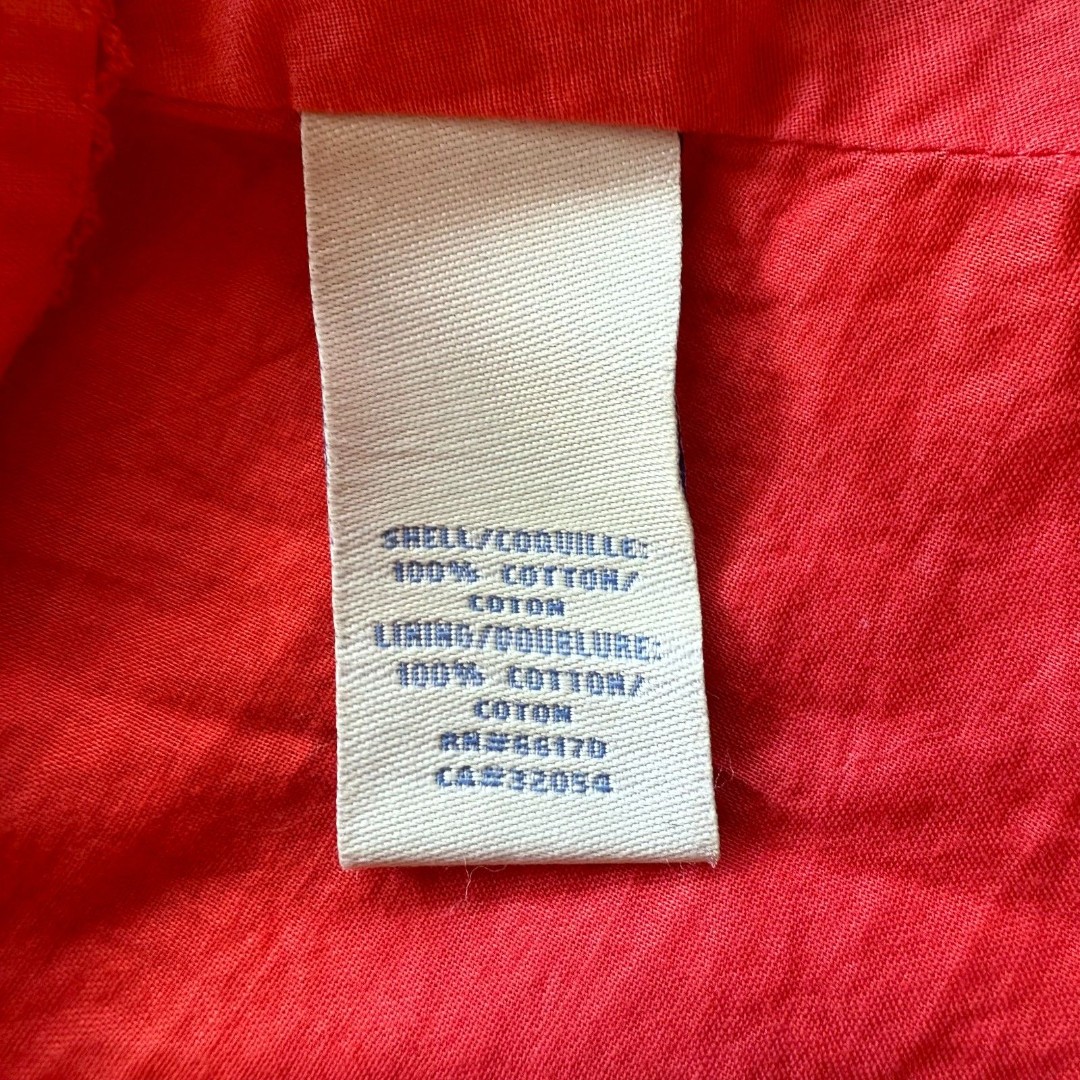 SHELL/COQUILLE:
100% COTTON/
COTON
LINING/DOUBLURE:
100% COTTON/
COTON
RN#66170
CA#32054